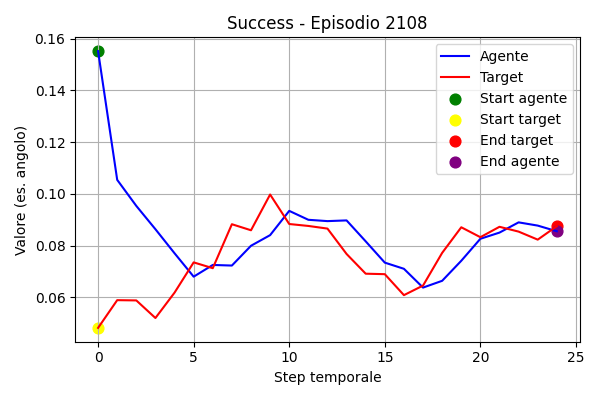 Success - Episodio 2108
Valore (es. angolo)
0.16
0.14
0.12
0.10
0.08
0.06
Agente
Target
Start agente
Start target
End target
End agente
0
5
10
15
20
25
Step temporale